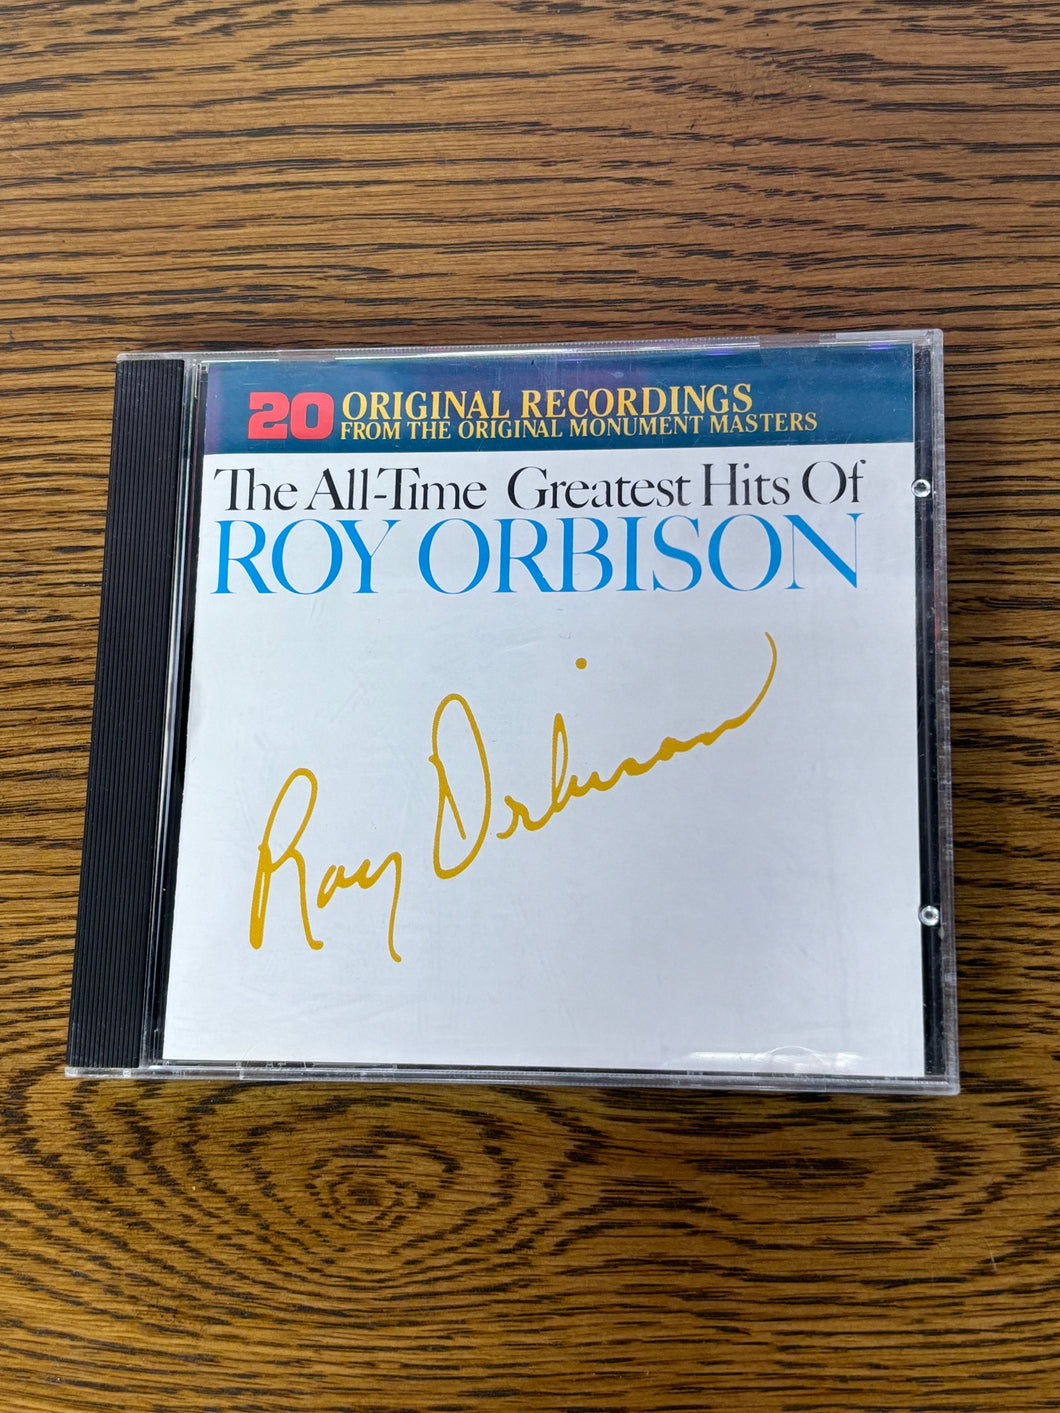 20 ORIGINAL RECORDINGS
FROM THE ORIGINAL MONUMENT MASTERS
The All-Time Greatest Hits Of
ROY ORBISON
Roy Orbison